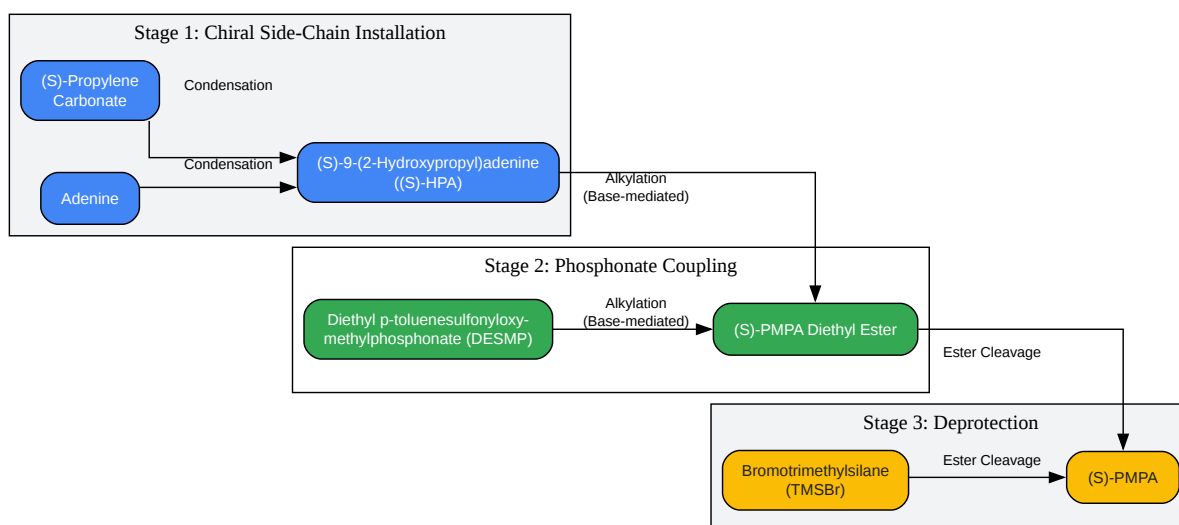 Stage 1: Chiral Side-Chain Installation
(S)-Propylene
Carbonate
Condensation
Condensation
Adenine
(S)-9-(2-Hydroxypropyl)adenine
((S)-HPA)
Alkylation
(Base-mediated)
Stage 2: Phosphonate Coupling
Diethyl p-toluenesulfonyloxy-
methylphosphonate (DESMP)
Alkylation
(Base-mediated)
(S)-PMPA Diethyl Ester
Ester Cleavage
Stage 3: Deprotection
Bromotrimethylsilane
(TMSBr)
Ester Cleavage
(S)-PMPA